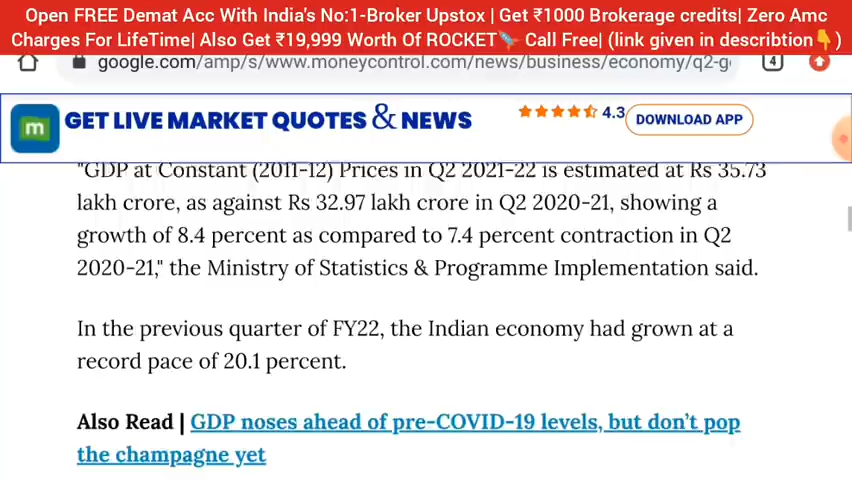 Open FREE Demat Acc With India's No:1-Broker Upstox | Get ₹1000 Brokerage credits| Zero Amc
Charges For LifeTime| Also Get ₹19,999 Worth Of ROCKET🚀 Call Free| (link given in describtion👇)
google.com/amp/s/www.moneycontrol.com/news/business/economy/q2-g
4
m
GET LIVE MARKET QUOTES & NEWS
4.3
DOWNLOAD APP
"GDP at Constant (2011-12) Prices in Q2 2021-22 is estimated at Rs 35.73
lakh crore, as against Rs 32.97 lakh crore in Q2 2020-21, showing a
growth of 8.4 percent as compared to 7.4 percent contraction in Q2
2020-21," the Ministry of Statistics & Programme Implementation said.
In the previous quarter of FY22, the Indian economy had grown at a
record pace of 20.1 percent.
Also Read | GDP noses ahead of pre-COVID-19 levels, but don't pop
the champagne yet